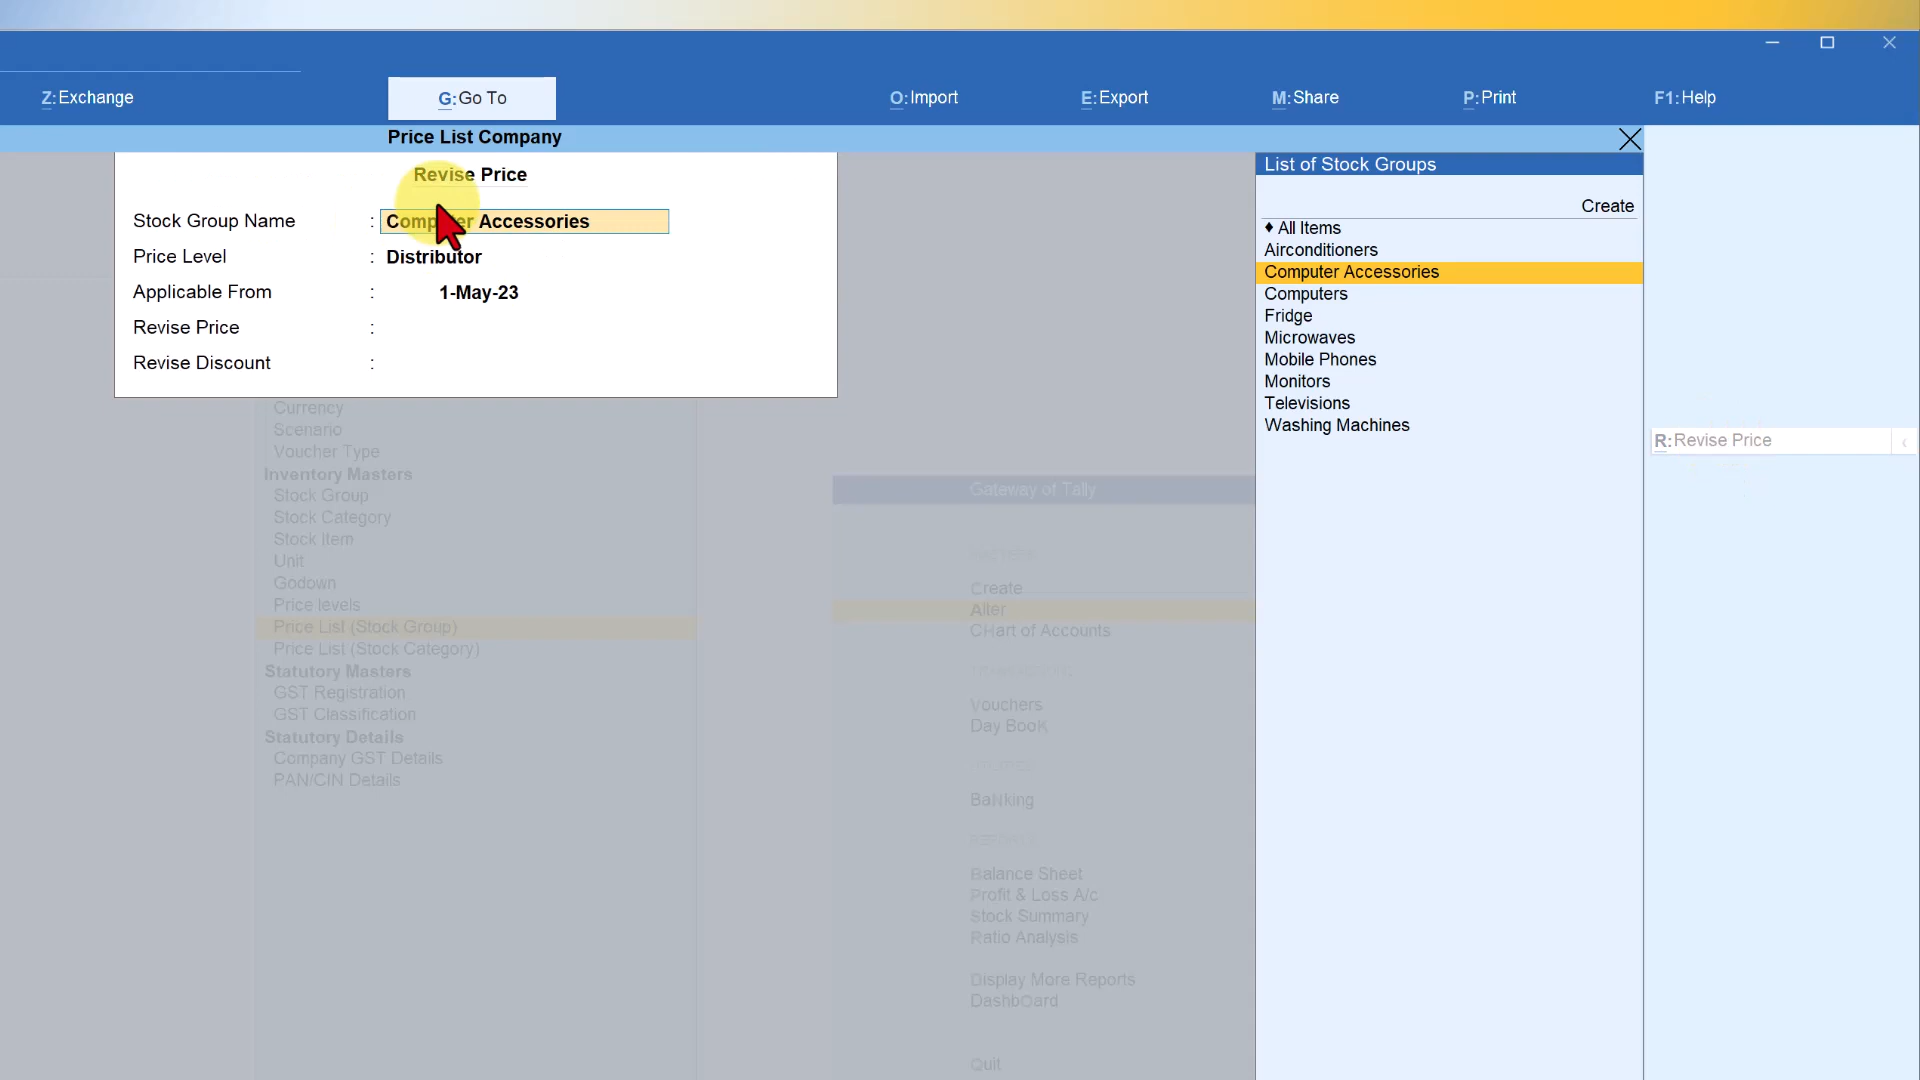 Z:Exchange
G:Go To
O:Import
E:Export
M:Share
P:Print
F1:Help
Price List Company
Revise Price
Stock Group Name : Computer Accessories
Price Level : Distributor
Applicable From : 1-May-23
Revise Price :
Revise Discount :
Currency
Scenario
Voucher Type
Inventory Masters
Stock Group
Stock Category
Stock Item
Unit
Godown
Price levels
Price List (Stock Group)
Price List (Stock Category)
Statutory Masters
GST Registration
GST Classification
Statutory Details
Company GST Details
PAN/CIN Details
Gateway of Tally
Create
Alter
CHart of Accounts
Vouchers
Day BooK
BaNking
Balance Sheet
Profit & Loss A/c
Stock Summary
Ratio Analysis
Display More Reports
DashbOard
Quit
List of Stock Groups
Create
♦ All Items
Airconditioners
Computer Accessories
Computers
Fridge
Microwaves
Mobile Phones
Monitors
Televisions
Washing Machines
R:Revise Price